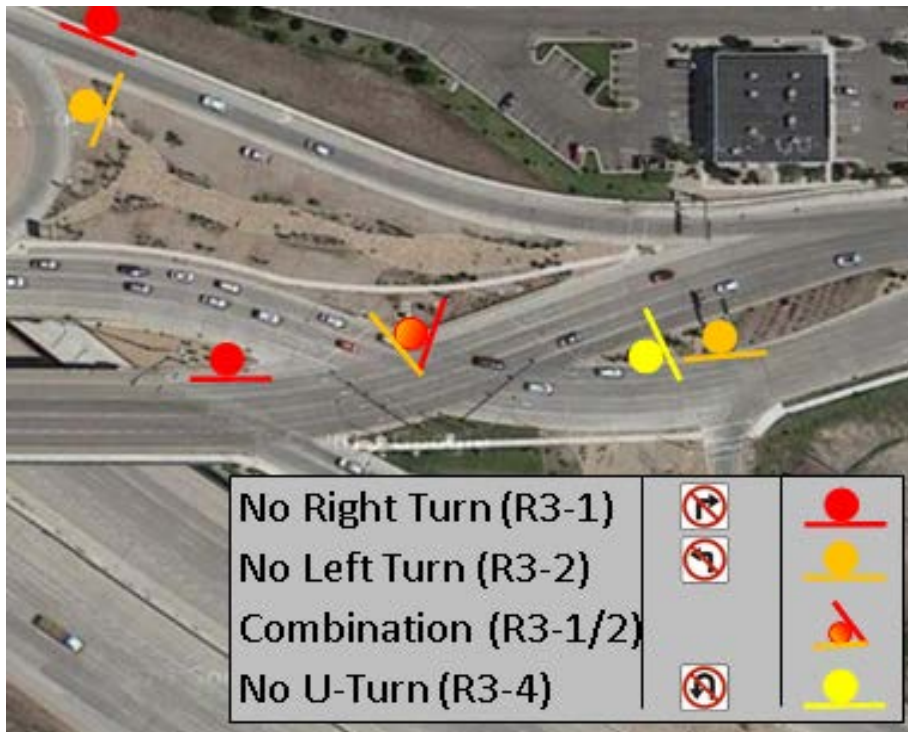 No Right Turn (R3-1)
No Left Turn (R3-2)
Combination (R3-1/2)
No U-Turn (R3-4)